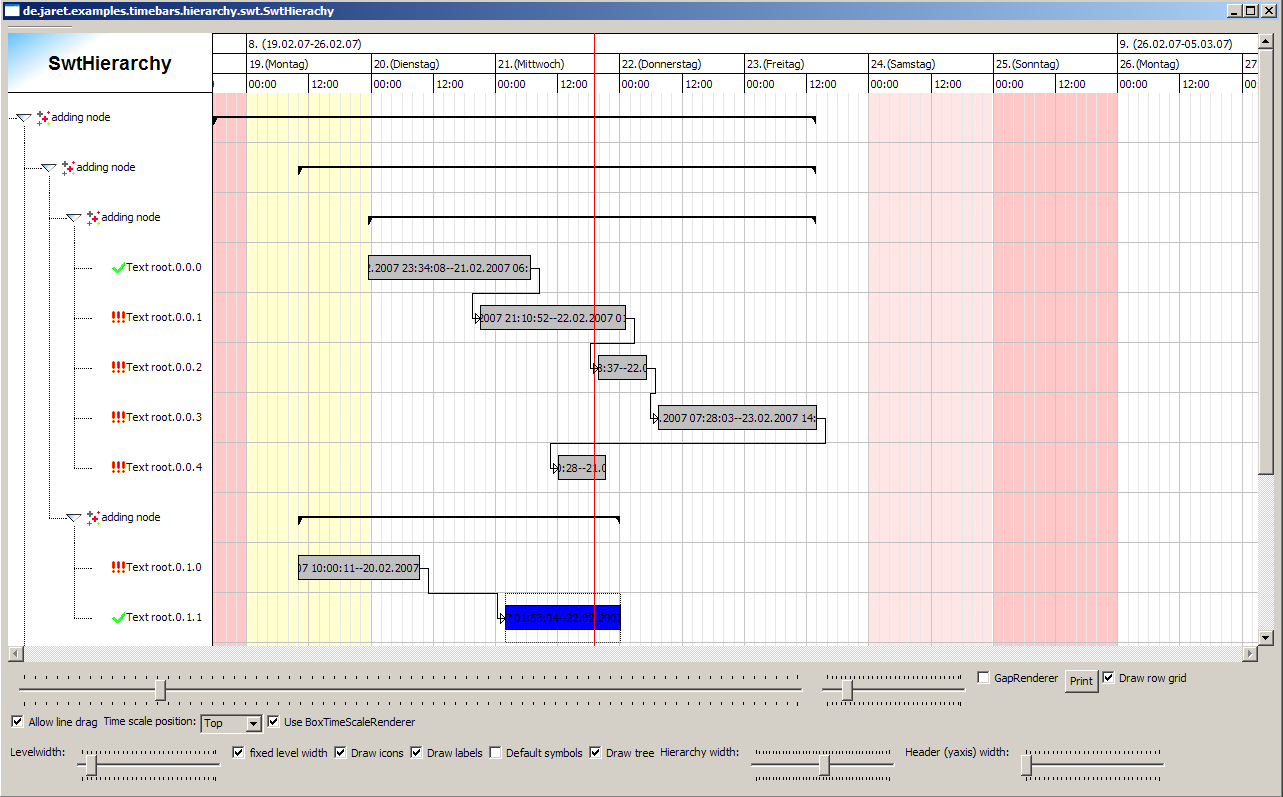 de.jaret.examples.timebars.hierarchy.swt.SwtHierachy
SwtHierarchy
8. (19.02.07-26.02.07) 9. (26.02.07-05.03.07)
19.(Montag) 20.(Dienstag) 21.(Mittwoch) 22.(Donnerstag) 23.(Freitag) 24.(Samstag) 25.(Sonntag) 26.(Montag) 27
00:00 12:00 00:00 12:00 00:00 12:00 00:00 12:00 00:00 12:00 00:00 12:00 00:00 12:00 00:00 12:00 00
adding node
adding node
adding node
Text root.0.0.0 2.2007 23:34:08--21.02.2007 06:
Text root.0.0.1 2007 21:10:52--22.02.2007 01
Text root.0.0.2 :37--22.0
Text root.0.0.3 .2007 07:28:03--23.02.2007 14:
Text root.0.0.4 :28--21.0
adding node
Text root.0.1.0 07 10:00:11--20.02.2007
Text root.0.1.1 7 01:53:04--22.02.200
GapRenderer Print Draw row grid
Allow line drag Time scale position: Top Use BoxTimeScaleRenderer
Levelwidth: fixed level width Draw icons Draw labels Default symbols Draw tree Hierarchy width: Header (yaxis) width: